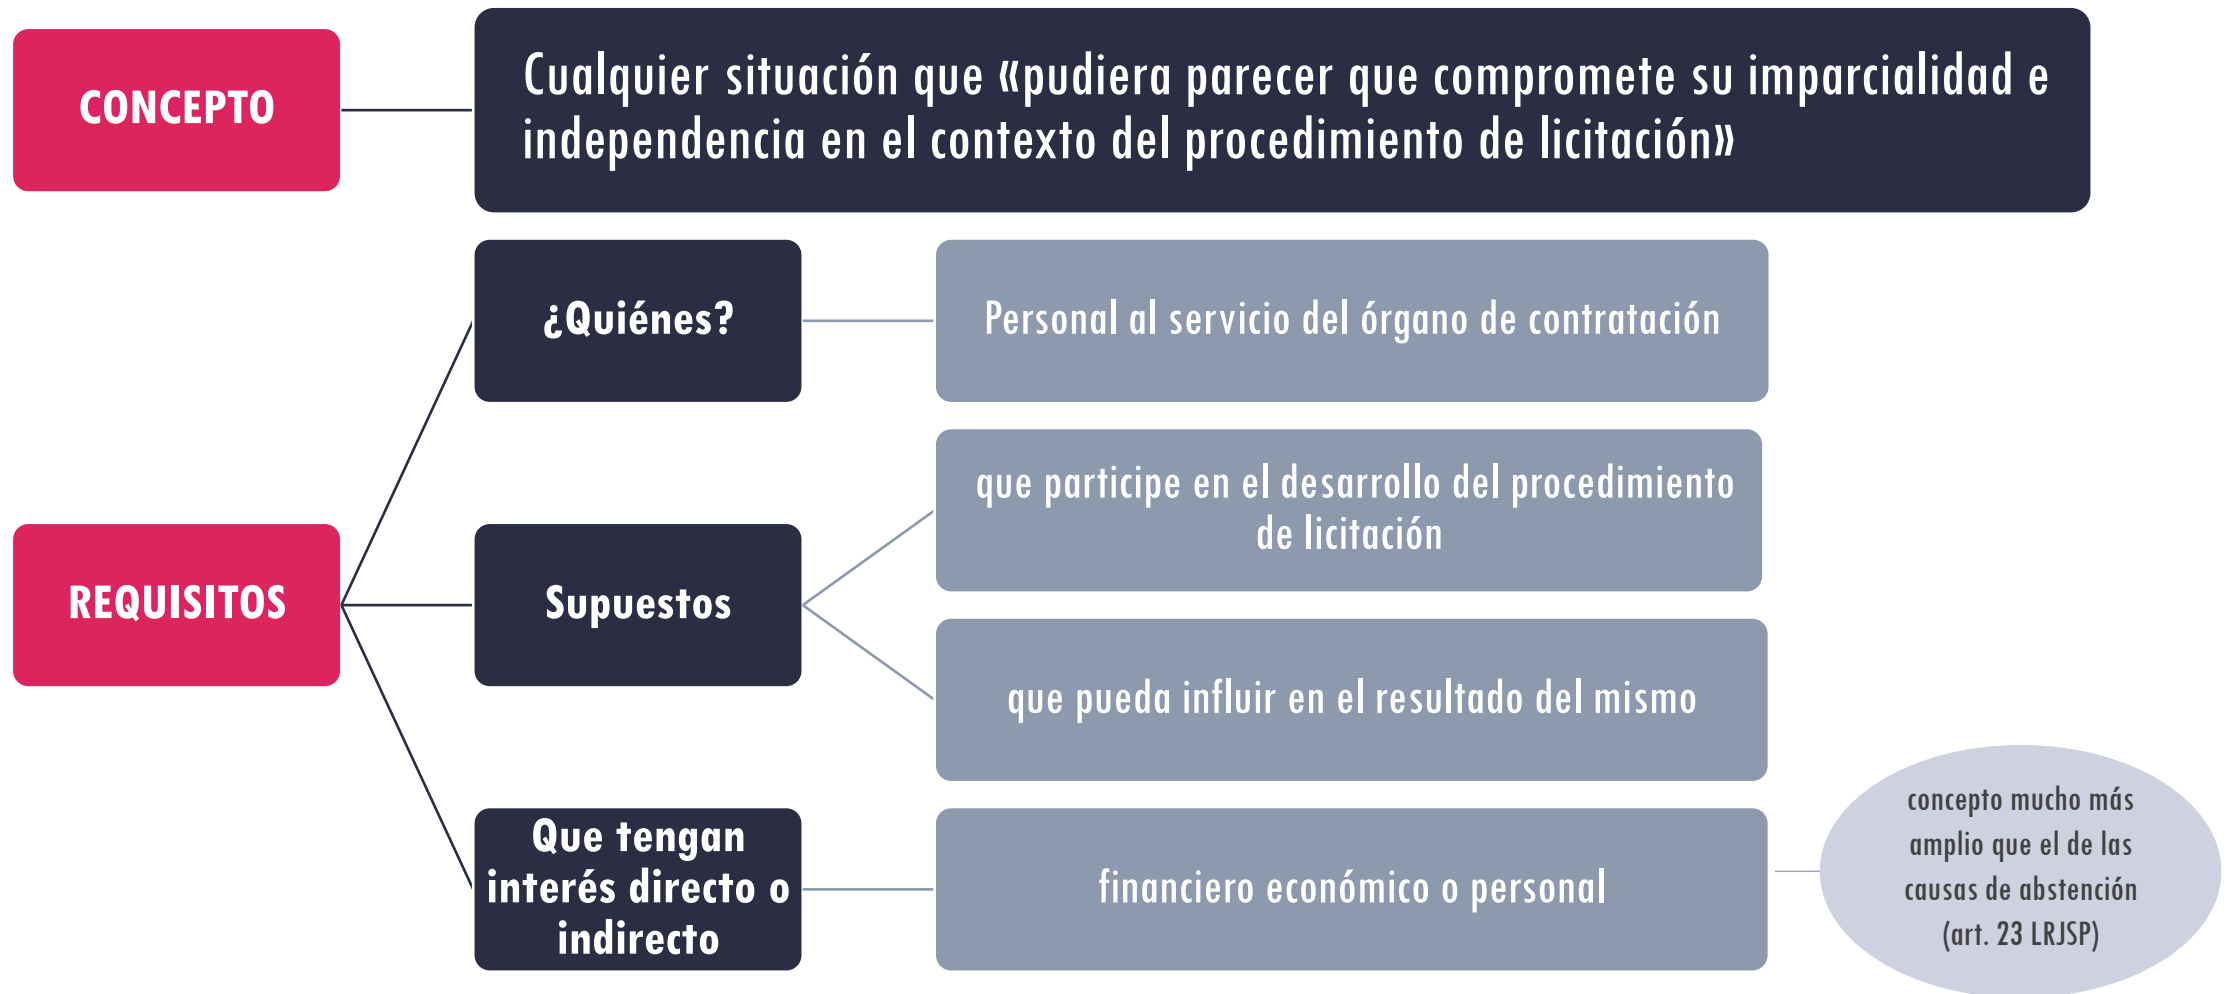 CONCEPTO
Cualquier situación que «pudiera parecer que compromete su imparcialidad e
independencia en el contexto del procedimiento de licitación»
REQUISITOS
¿Quiénes?
Personal al servicio del órgano de contratación
Supuestos
que participe en el desarrollo del procedimiento
de licitación
que pueda influir en el resultado del mismo
Que tengan
interés directo o
indirecto
financiero económico o personal
concepto mucho más
amplio que el de las
causas de abstención
(art. 23 LRJSP)